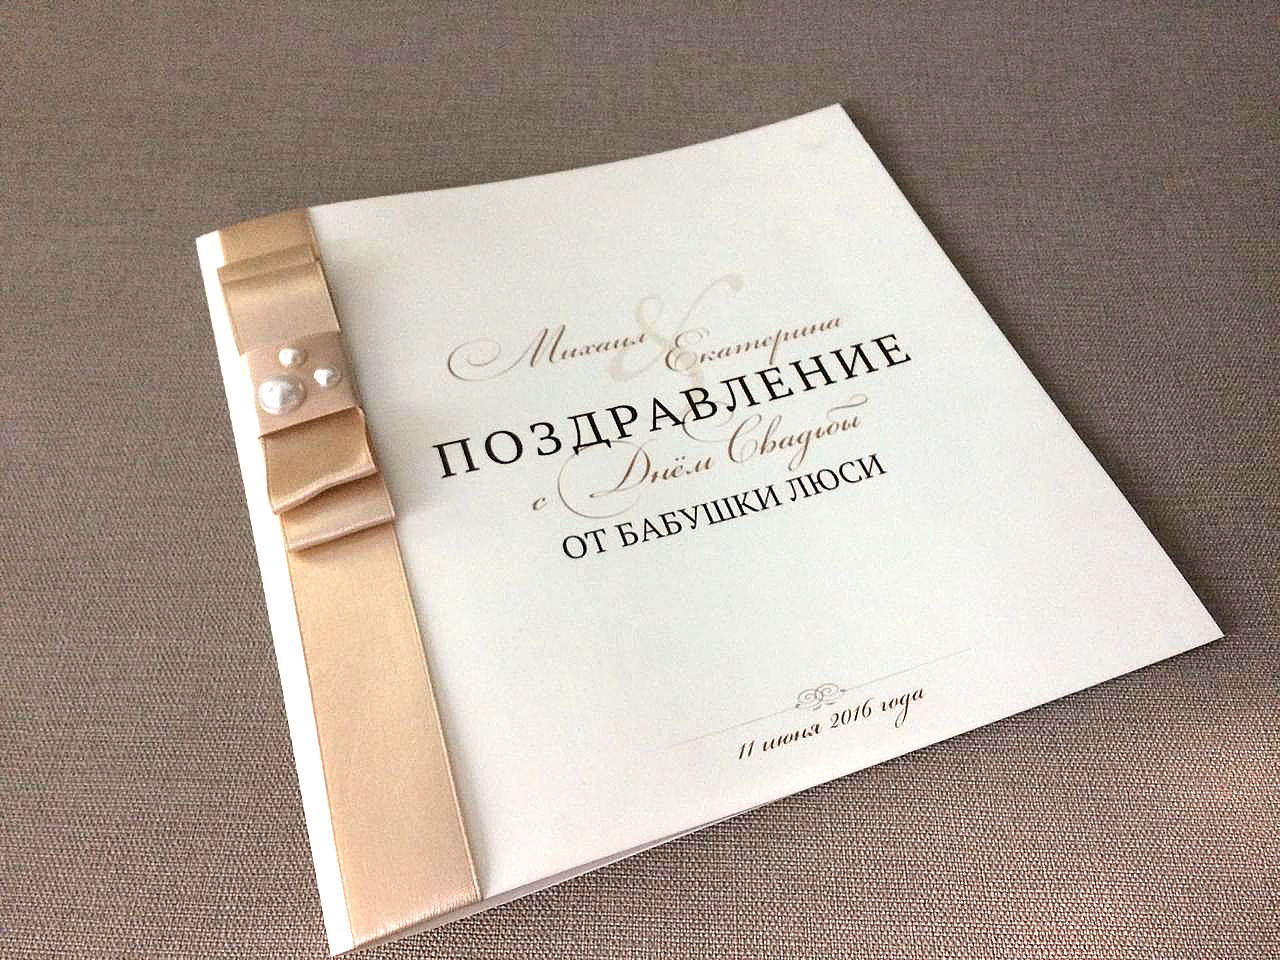 Михаил & Екатерина
ПОЗДРАВЛЕНИЕ
с Днём Свадьбы
ОТ БАБУШКИ ЛЮСИ
11 июня 2016 года